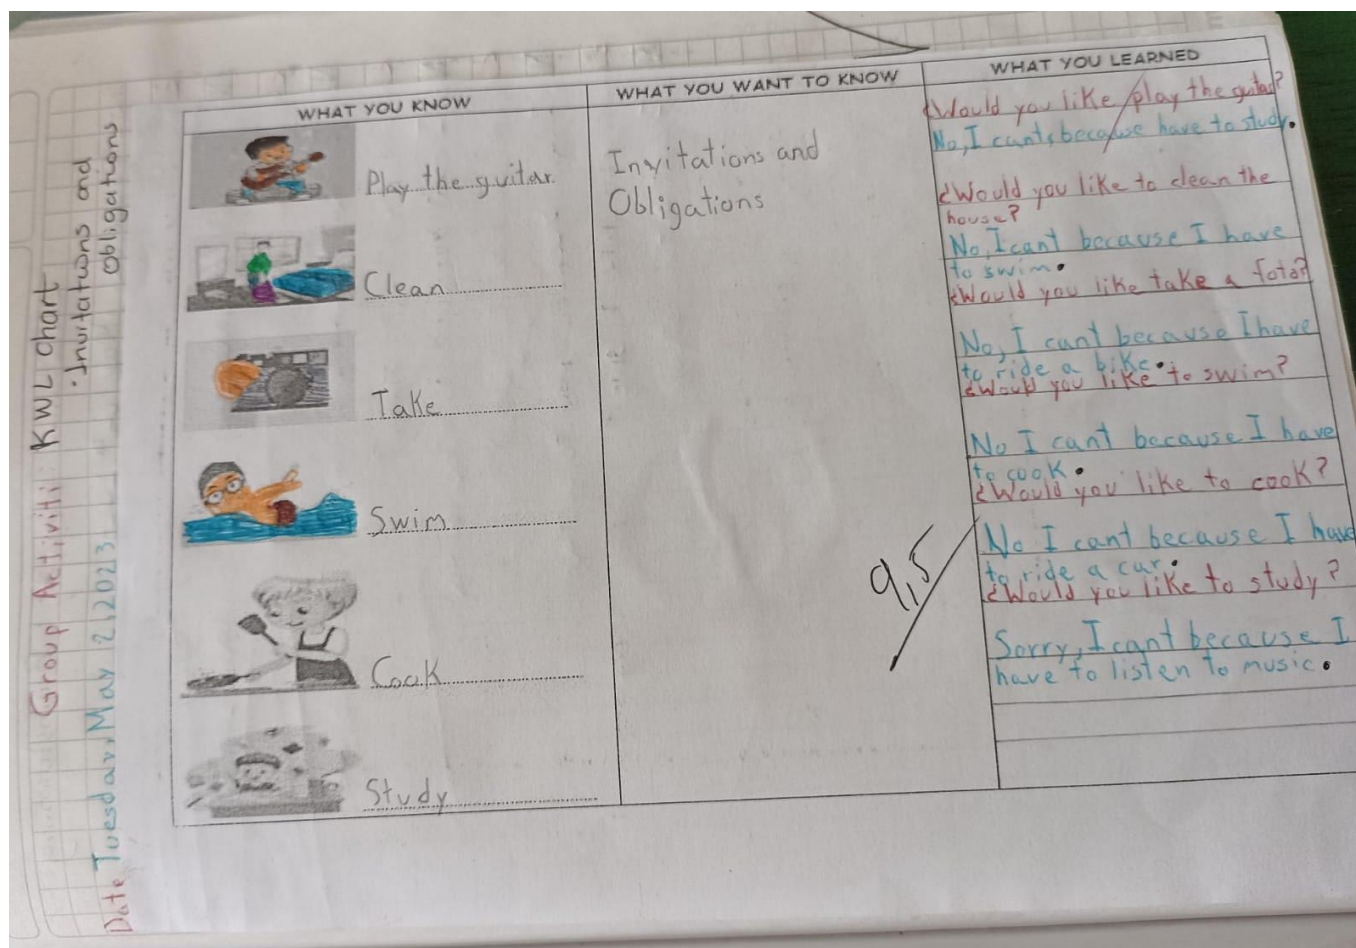 Group Activiti: KWL chart
• Invitations and
Obligations
Date Tuesday, May 2, 2023
WHAT YOU KNOW
Play the guitar
Clean
Take
Swim
Cook
Study
WHAT YOU WANT TO KNOW
Invitations and
Obligations
9,5
WHAT YOU LEARNED
¿Would you like play the guitar?
No, I cants because have to study.
¿Would you like to clean the
house?
No, I cant because I have
to swim.
¿Would you like take a foto?
No, I cant because I have
to ride a bike.
¿Would you like to swim?
No I cant because I have
to cook.
¿Would you like to cook?
No I cant because I have
to ride a car.
¿Would you like to study?
Sorry, I cant because I
have to listen to music.